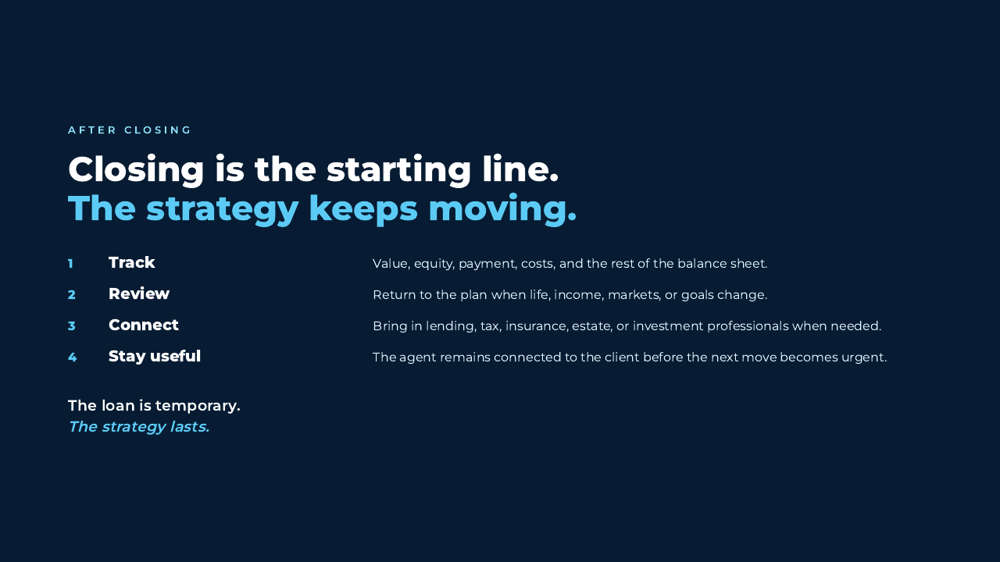 AFTER CLOSING
Closing is the starting line.
The strategy keeps moving.
1 Track Value, equity, payment, costs, and the rest of the balance sheet.
2 Review Return to the plan when life, income, markets, or goals change.
3 Connect Bring in lending, tax, insurance, estate, or investment professionals when needed.
4 Stay useful The agent remains connected to the client before the next move becomes urgent.
The loan is temporary.
The strategy lasts.